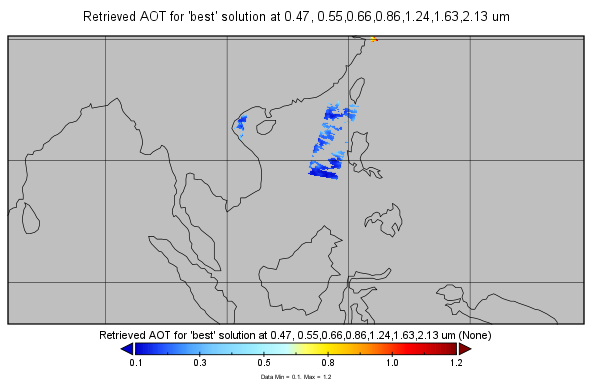 Retrieved AOT for 'best' solution at 0.47, 0.55,0.66,0.86,1.24,1.63,2.13 um
Retrieved AOT for 'best' solution at 0.47, 0.55,0.66,0.86,1.24,1.63,2.13 um (None)
0.1 0.3 0.5 0.8 1.0 1.2
Data Min = 0.1, Max = 1.2